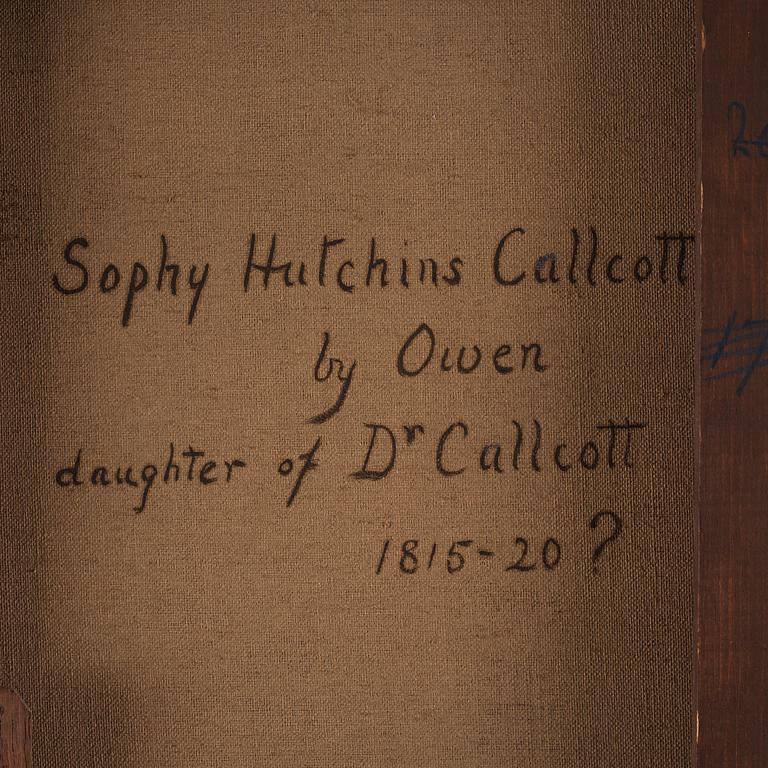 Sophy Hutchins Callcott
by Owen
daughter of Dr Callcott
1815-20 ?